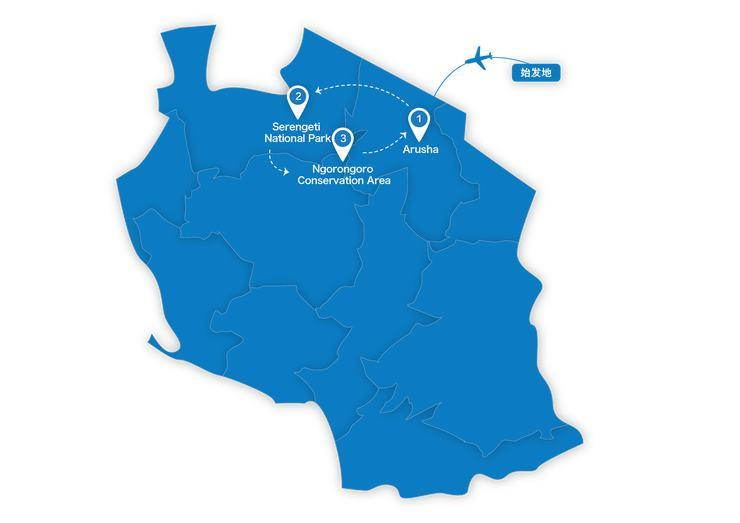 始发地
2
1
Serengeti
National Park
3
Arusha
Ngorongoro
Conservation Area